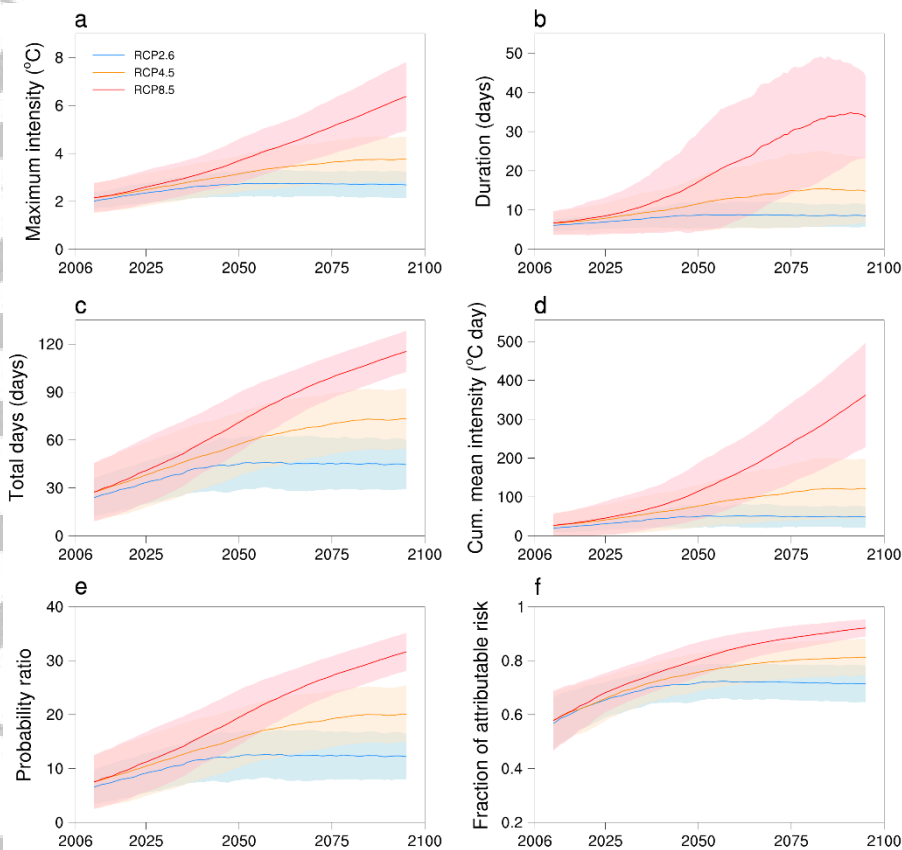 a
Maximum intensity (°C)
8
6
4
2
0
RCP2.6
RCP4.5
RCP8.5
2006 2025 2050 2075 2100
b
Duration (days)
50
40
30
20
10
0
2006 2025 2050 2075 2100
c
Total days (days)
120
90
60
30
0
2006 2025 2050 2075 2100
d
Cum. mean intensity (°C day)
500
400
300
200
100
0
2006 2025 2050 2075 2100
e
Probability ratio
40
30
20
10
0
2006 2025 2050 2075 2100
f
Fraction of attributable risk
1
0.8
0.6
0.4
0.2
2006 2025 2050 2075 2100